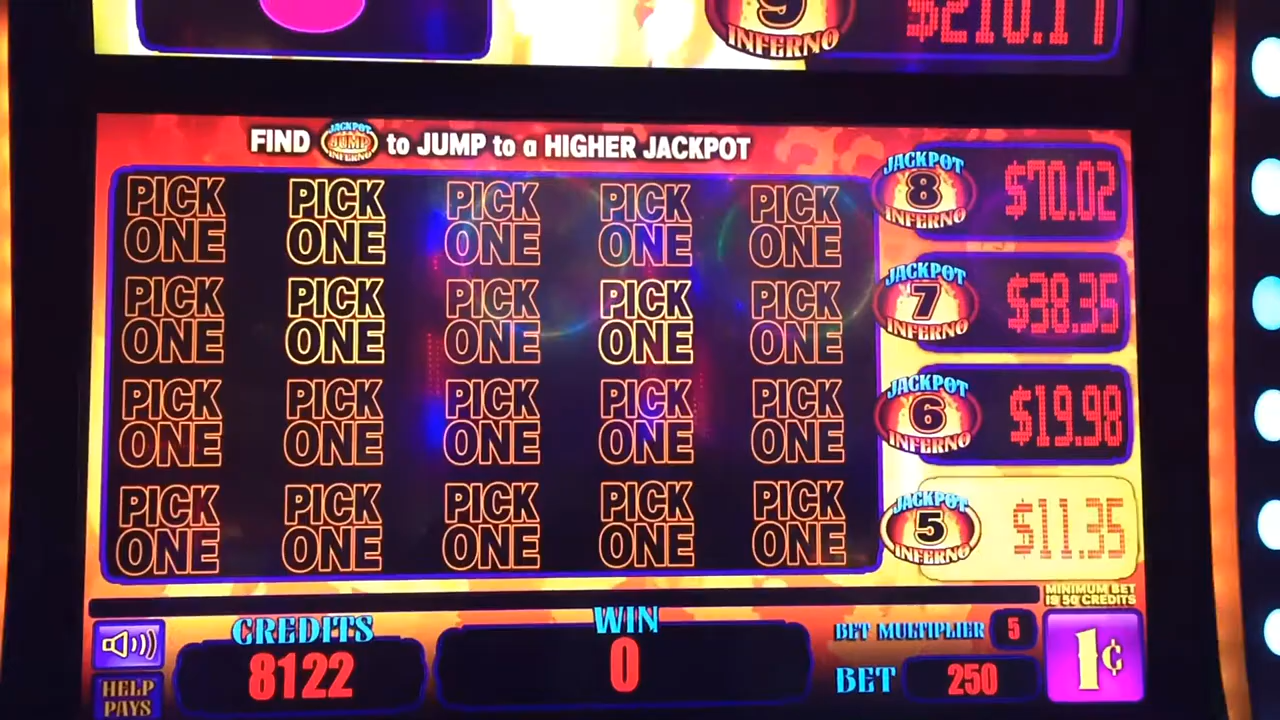 9
INFERNO
$210.17
FIND JACKPOT JUMP INFERNO to JUMP to a HIGHER JACKPOT
PICK ONE PICK ONE PICK ONE PICK ONE PICK ONE
JACKPOT 8 INFERNO $70.02
PICK ONE PICK ONE PICK ONE PICK ONE PICK ONE
JACKPOT 7 INFERNO $38.35
PICK ONE PICK ONE PICK ONE PICK ONE PICK ONE
JACKPOT 6 INFERNO $19.98
PICK ONE PICK ONE PICK ONE PICK ONE PICK ONE
JACKPOT 5 INFERNO $11.35
MINIMUM BET
IS 50 CREDITS
CREDITS
8122
WIN
0
BET MULTIPLIER 5
BET 250
1¢
HELP
PAYS